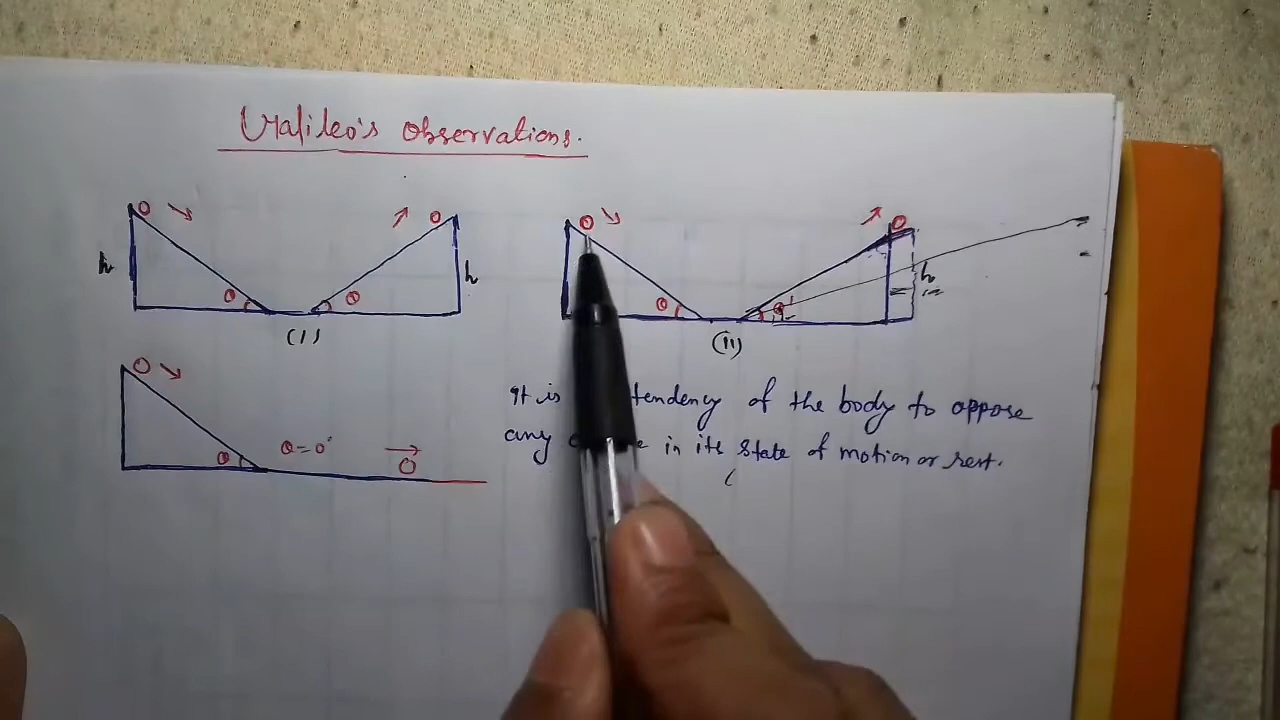 Galileo's observations.
h θ θ h
(I)
θ θ' h
(II)
θ θ=0°
It is tendency of the body to oppose
any in its state of motion or rest.